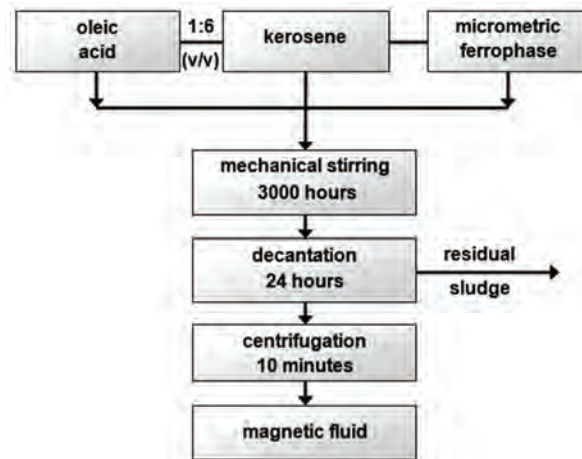 oleic
acid
1:6
(v/v)
kerosene
micrometric
ferrophase
mechanical stirring
3000 hours
decantation
24 hours
residual
sludge
centrifugation
10 minutes
magnetic fluid